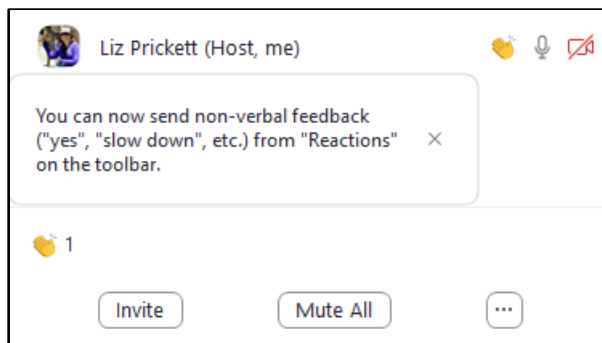 Liz Prickett (Host, me)
You can now send non-verbal feedback
("yes", "slow down", etc.) from "Reactions"
on the toolbar.
1
Invite
Mute All
...